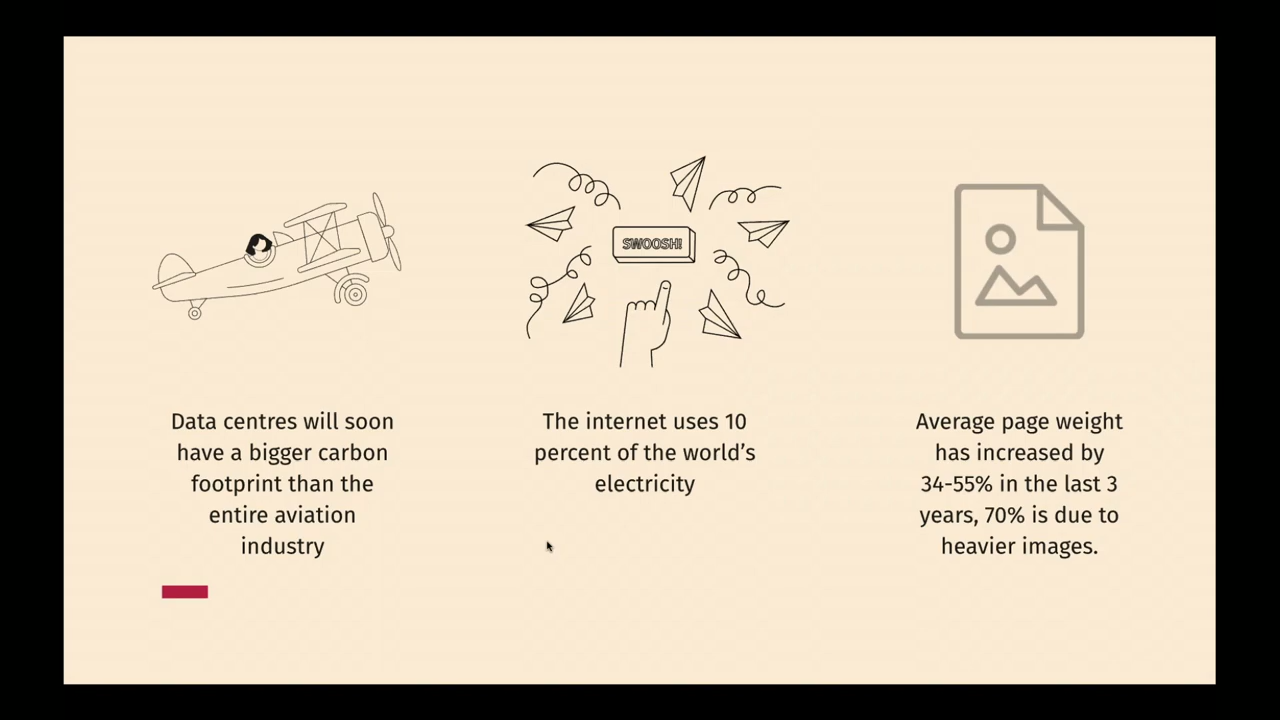 SWOOSH!
Data centres will soon
have a bigger carbon
footprint than the
entire aviation
industry
The internet uses 10
percent of the world’s
electricity
Average page weight
has increased by
34-55% in the last 3
years, 70% is due to
heavier images.